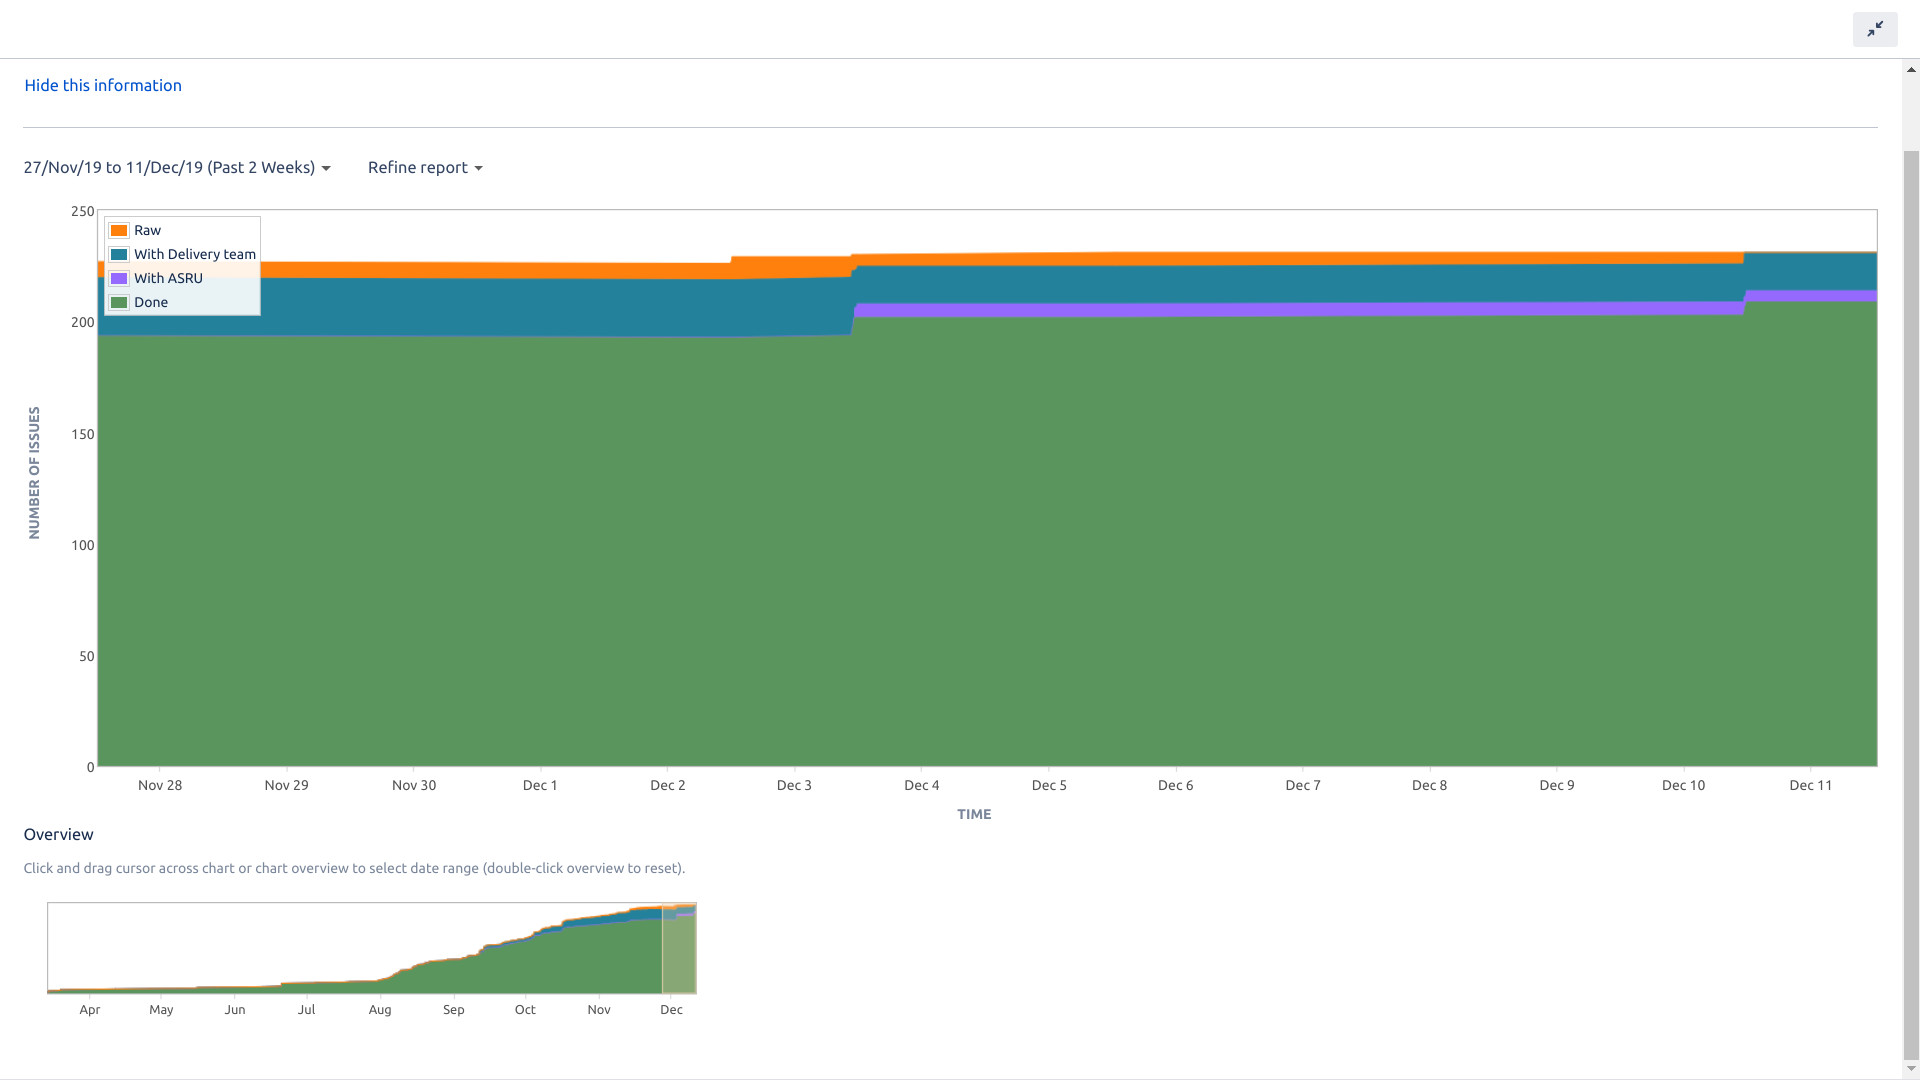 Hide this information
27/Nov/19 to 11/Dec/19 (Past 2 Weeks) Refine report
250
Raw
With Delivery team
With ASRU
Done
200
150
100
50
0
NUMBER OF ISSUES
Nov 28 Nov 29 Nov 30 Dec 1 Dec 2 Dec 3 Dec 4 Dec 5 Dec 6 Dec 7 Dec 8 Dec 9 Dec 10 Dec 11
TIME
Overview
Click and drag cursor across chart or chart overview to select date range (double-click overview to reset).
Apr May Jun Jul Aug Sep Oct Nov Dec